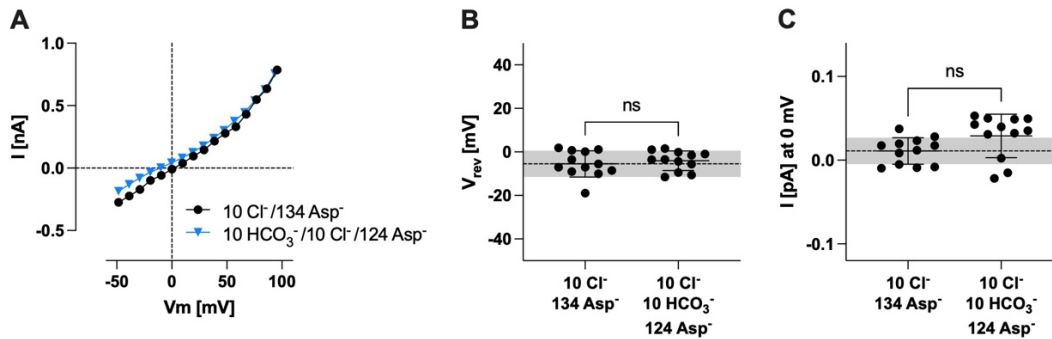 A
1.0
0.5
0.0
-0.5
I [nA]
-50
0
50
100
Vm [mV]
10 Cl⁻/134 Asp⁻
10 HCO₃⁻/10 Cl⁻/124 Asp⁻
B
40
20
0
-20
-40
V_rev [mV]
ns
10 Cl⁻
134 Asp⁻
10 Cl⁻
10 HCO₃⁻
124 Asp⁻
C
0.1
0.0
-0.1
I [pA] at 0 mV
ns
10 Cl⁻
134 Asp⁻
10 Cl⁻
10 HCO₃⁻
124 Asp⁻